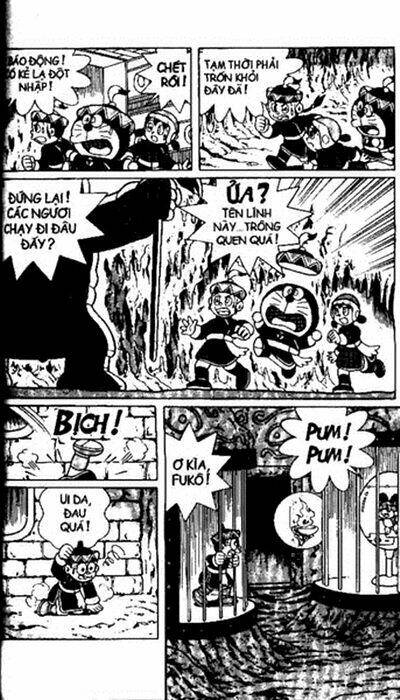 BÁO ĐỘNG!
CÓ KẺ LẠ ĐỘT
NHẬP!
CHẾT
RỒI!
TẠM THỜI PHẢI
TRỐN KHỎI
ĐÂY ĐÃ!
ĐỨNG LẠI!
CÁC NGƯƠI
CHẠY ĐI ĐÂU
ĐẤY?
ỦA?
TÊN LÍNH
NÀY...TRÔNG
QUEN QUÁ!
BỊCH!
UI DA,
ĐAU
QUÁ!
Ơ KÌA,
FUKÔ!
PUM!
PUM!